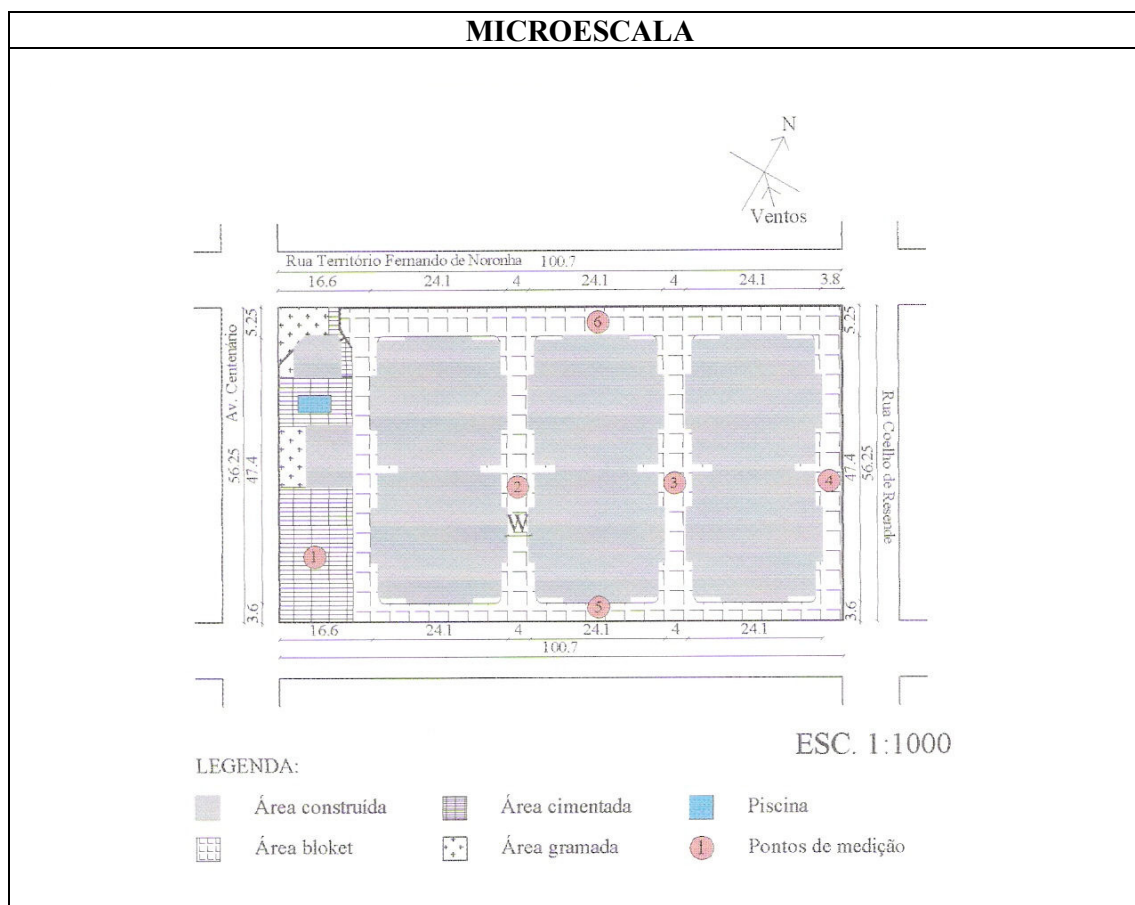 MICROESCALA
N
Ventos
Rua Território Fernando de Noronha 100.7
16.6 24.1 4 24.1 4 24.1 3.8
Av. Centenário
5.25
56.25
47.4
3.6
6
2
3
4
W
1
5
5.25
47.4
56.25
3.6
Rua Coelho de Resende
16.6 24.1 4 24.1 4 24.1
100.7
ESC. 1:1000
LEGENDA:
Área construída Área cimentada Piscina
Área bloket Área gramada 1 Pontos de medição